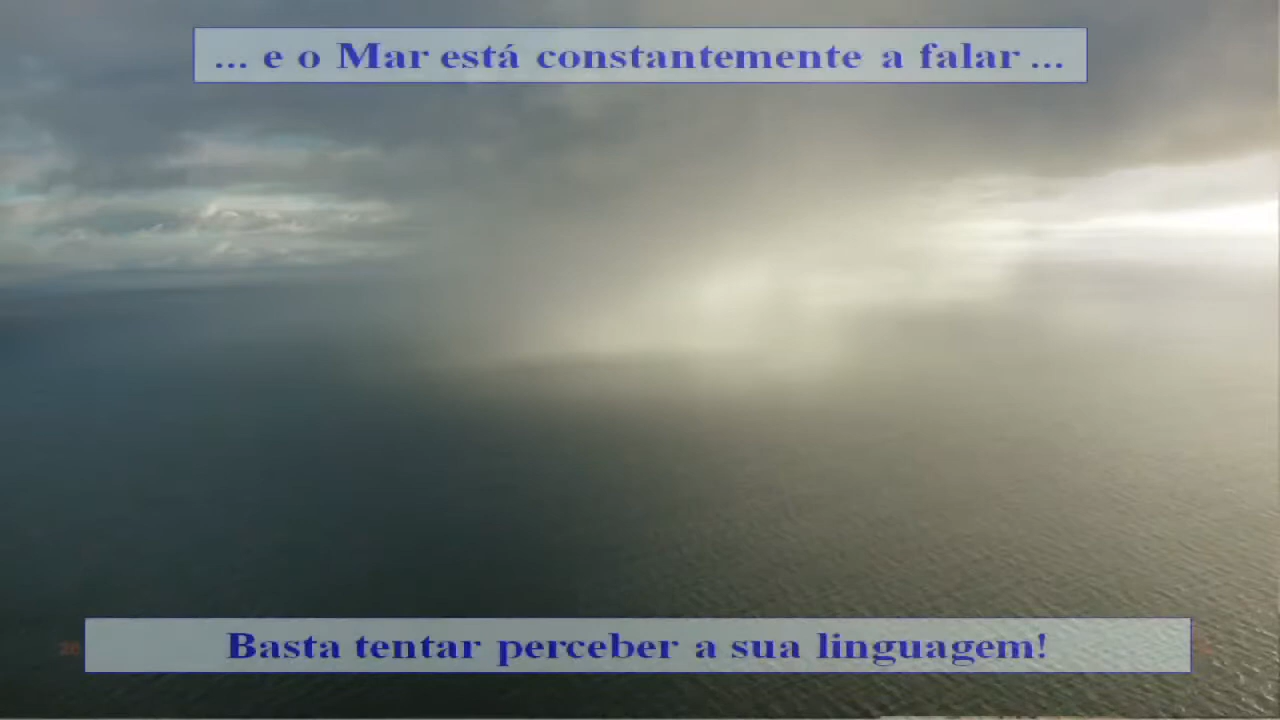 ... e o Mar está constantemente a falar ...
Basta tentar perceber a sua linguagem!